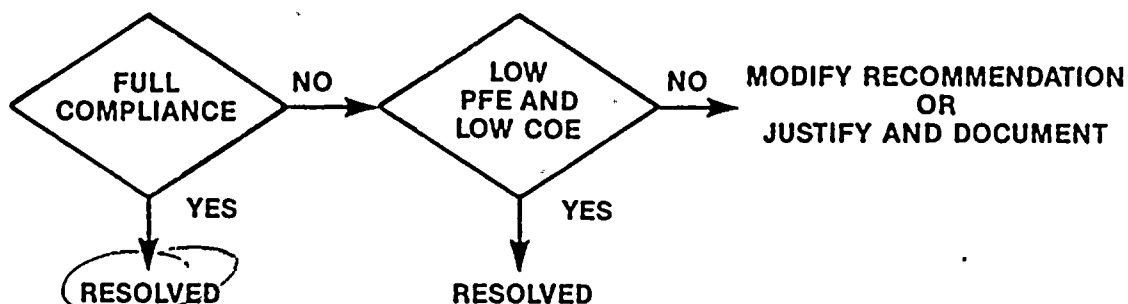 FULL
COMPLIANCE
NO
LOW
PFE AND
LOW COE
NO
MODIFY RECOMMENDATION
OR
JUSTIFY AND DOCUMENT
YES
YES
RESOLVED
RESOLVED